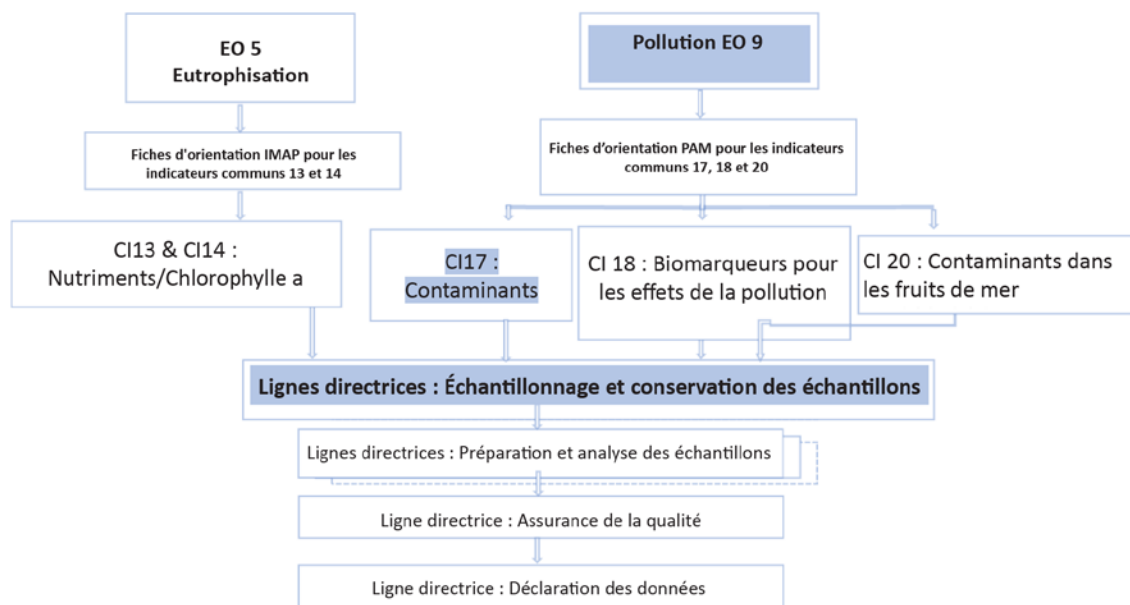 EO 5
Eutrophisation
Pollution EO 9
Fiches d'orientation IMAP pour les
indicateurs communs 13 et 14
Fiches d’orientation PAM pour les indicateurs
communs 17, 18 et 20
CI13 & CI14 :
Nutriments/Chlorophylle a
CI17 :
Contaminants
CI 18 : Biomarqueurs pour
les effets de la pollution
CI 20 : Contaminants dans
les fruits de mer
Lignes directrices : Échantillonnage et conservation des échantillons
Lignes directrices : Préparation et analyse des échantillons
Ligne directrice : Assurance de la qualité
Ligne directrice : Déclaration des données